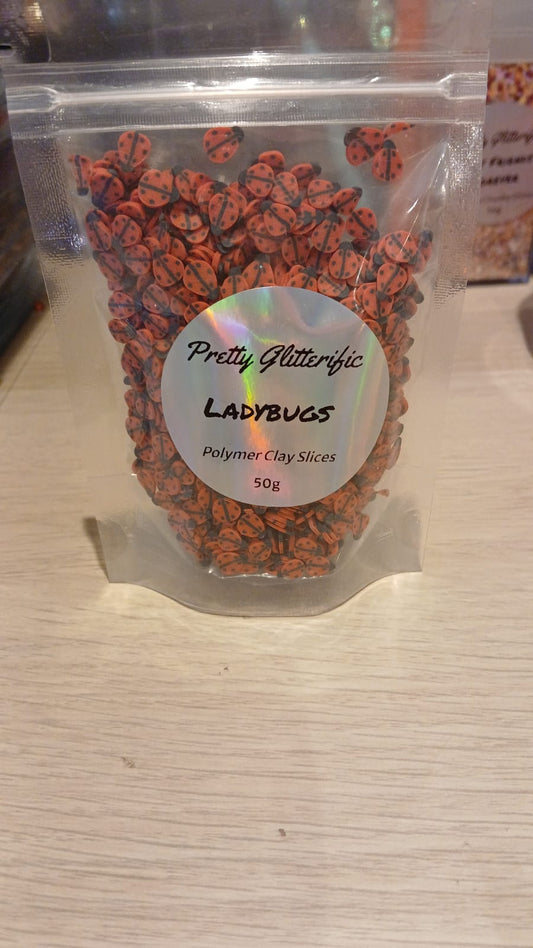 Pretty Glitterific
Ladybugs
Polymer Clay Slices
50g